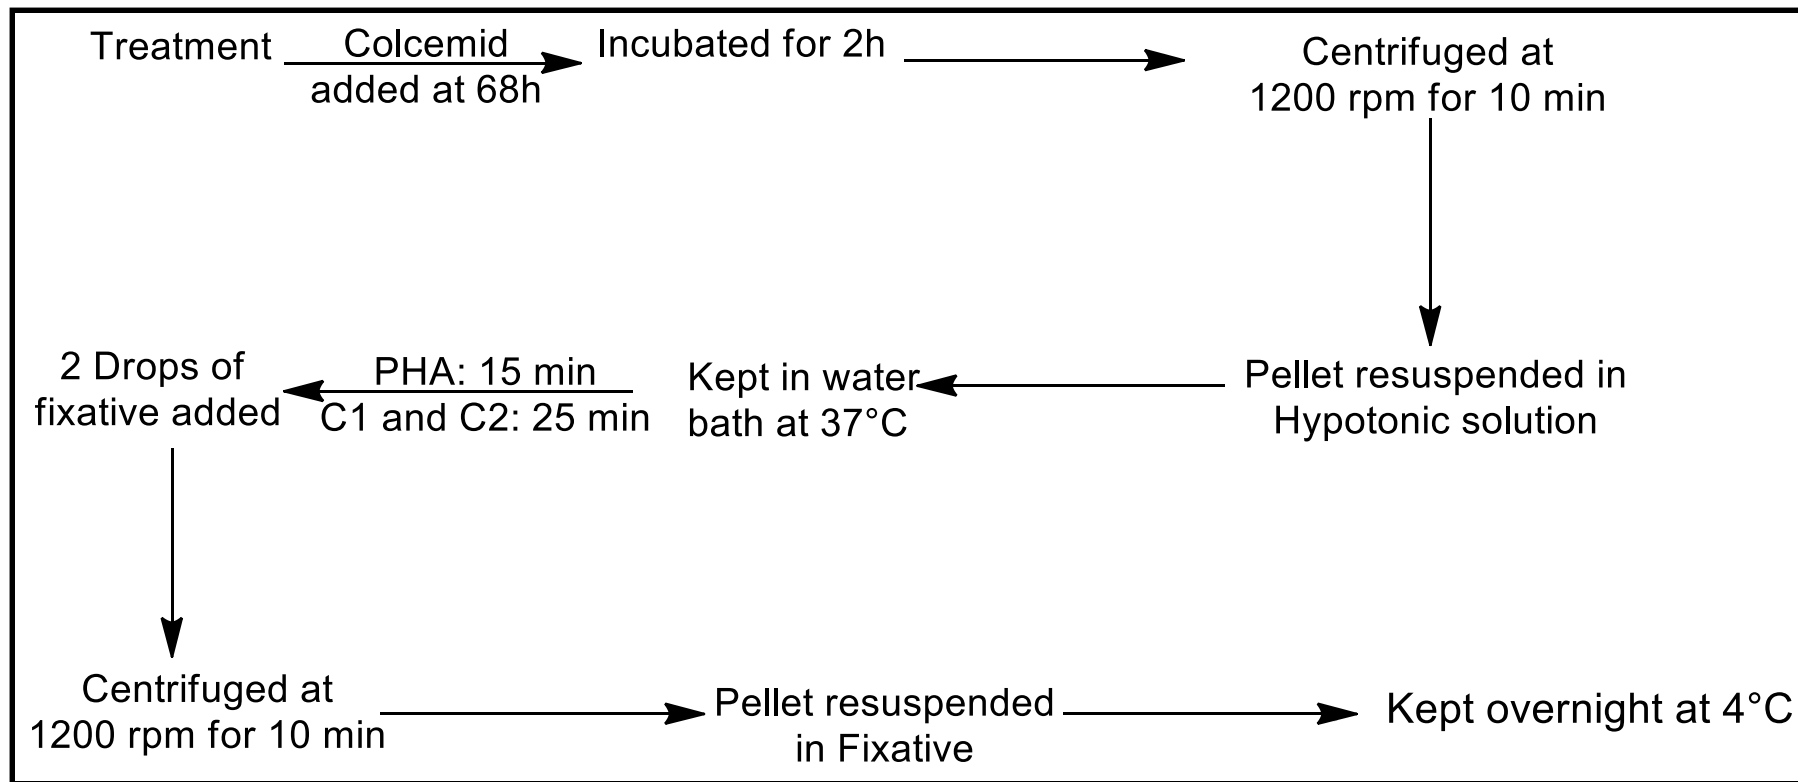 Treatment
Colcemid
added at 68h
Incubated for 2h
Centrifuged at
1200 rpm for 10 min
Pellet resuspended in
Hypotonic solution
Kept in water
bath at 37°C
PHA: 15 min
C1 and C2: 25 min
2 Drops of
fixative added
Centrifuged at
1200 rpm for 10 min
Pellet resuspended
in Fixative
Kept overnight at 4°C